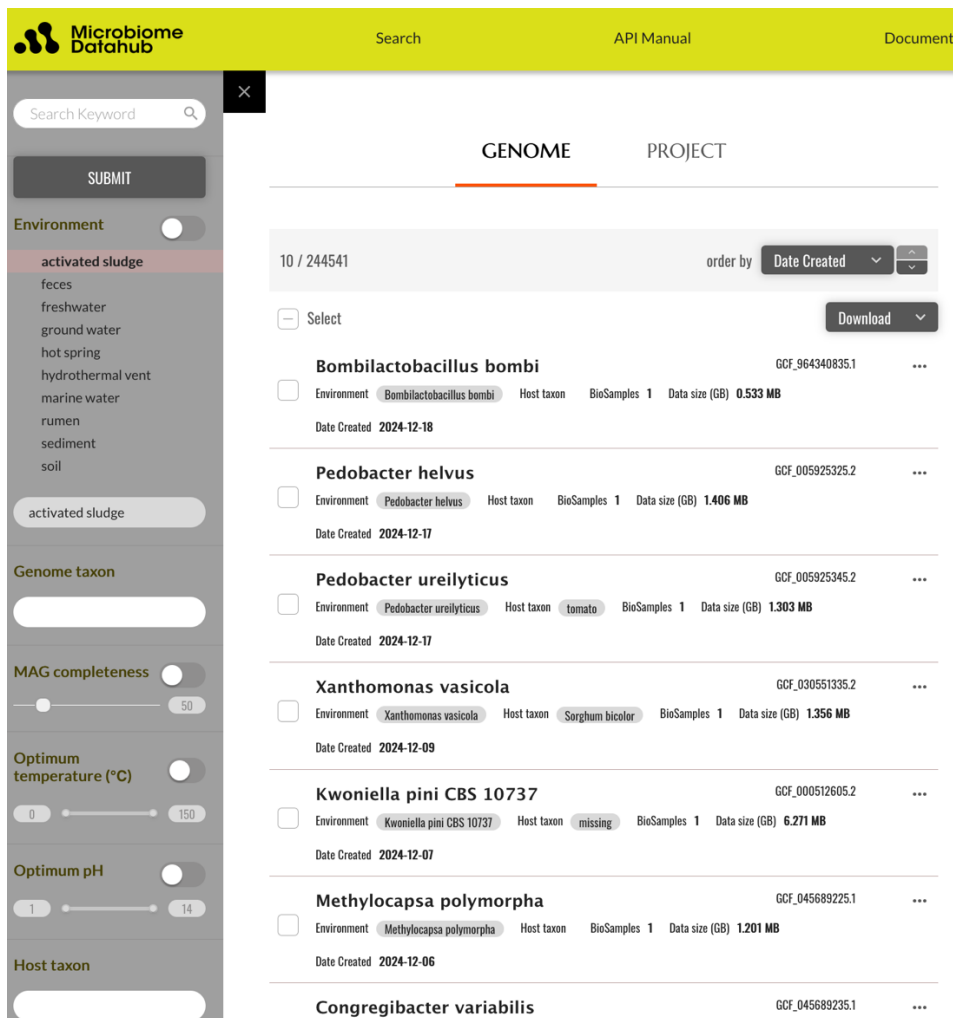 Microbiome
Datahub
Search
API Manual
Document
Search Keyword
SUBMIT
Environment
activated sludge
feces
freshwater
ground water
hot spring
hydrothermal vent
marine water
rumen
sediment
soil
activated sludge
Genome taxon
MAG completeness
50
Optimum
temperature (°C)
0
150
Optimum pH
1
14
Host taxon
GENOME PROJECT
10 / 244541
order by Date Created
Select
Download
Bombilactobacillus bombi GCF_964340835.1
Environment Bombilactobacillus bombi Host taxon BioSamples 1 Data size (GB) 0.533 MB
Date Created 2024-12-18
Pedobacter helvus GCF_005925325.2
Environment Pedobacter helvus Host taxon BioSamples 1 Data size (GB) 1.406 MB
Date Created 2024-12-17
Pedobacter ureilyticus GCF_005925345.2
Environment Pedobacter ureilyticus Host taxon tomato BioSamples 1 Data size (GB) 1.303 MB
Date Created 2024-12-17
Xanthomonas vasicola GCF_030551335.2
Environment Xanthomonas vasicola Host taxon Sorghum bicolor BioSamples 1 Data size (GB) 1.356 MB
Date Created 2024-12-09
Kwoniella pini CBS 10737 GCF_000512605.2
Environment Kwoniella pini CBS 10737 Host taxon missing BioSamples 1 Data size (GB) 6.271 MB
Date Created 2024-12-07
Methylocapsa polymorpha GCF_045689225.1
Environment Methylocapsa polymorpha Host taxon BioSamples 1 Data size (GB) 1.201 MB
Date Created 2024-12-06
Congregibacter variabilis GCF_045689235.1